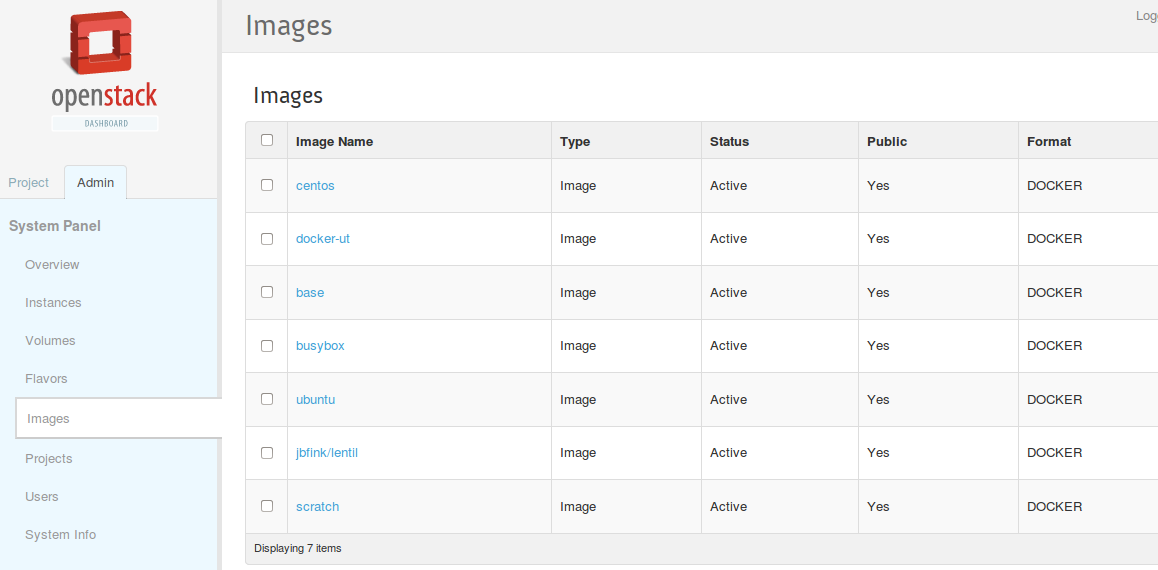 openstack
DASHBOARD
Project Admin
System Panel
Overview
Instances
Volumes
Flavors
Images
Projects
Users
System Info
Images
Images
Image Name Type Status Public Format
centos Image Active Yes DOCKER
docker-ut Image Active Yes DOCKER
base Image Active Yes DOCKER
busybox Image Active Yes DOCKER
ubuntu Image Active Yes DOCKER
jbfink/lentil Image Active Yes DOCKER
scratch Image Active Yes DOCKER
Displaying 7 items